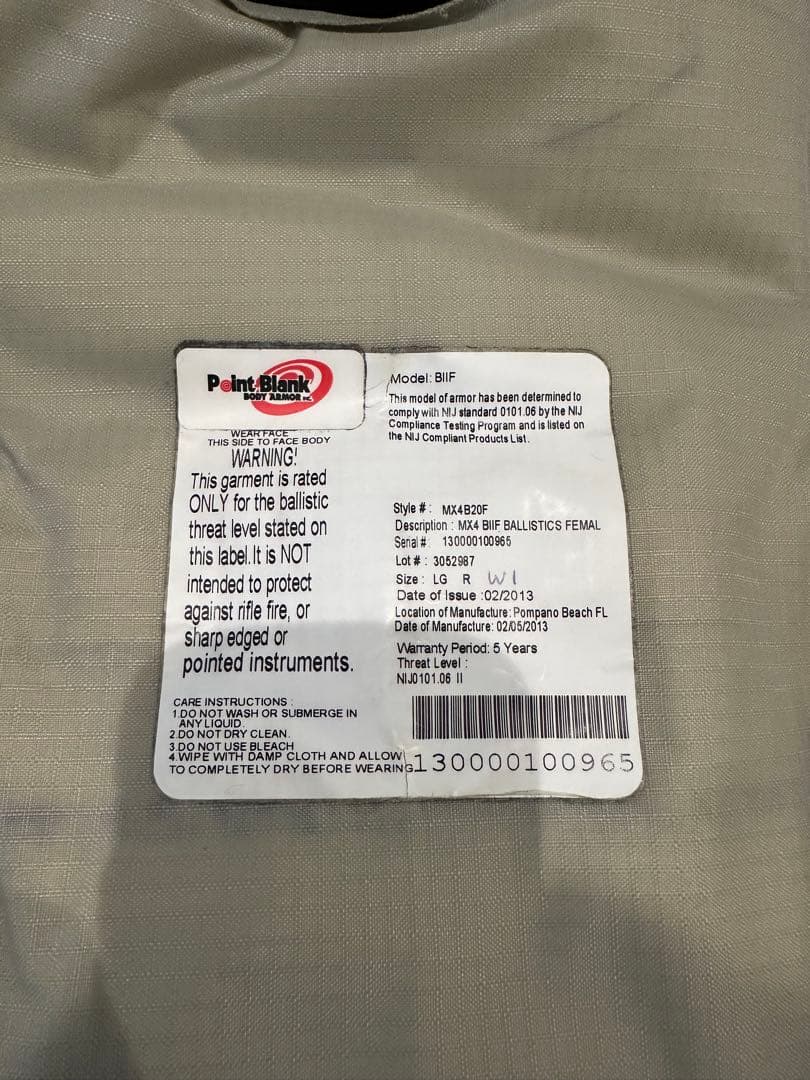 Point Blank
BODY ARMOR INC.
WEAR FACE
THIS SIDE TO FACE BODY
WARNING!
This garment is rated
ONLY for the ballistic
threat level stated on
this label.It is NOT
intended to protect
against rifle fire, or
sharp edged or
pointed instruments.
CARE INSTRUCTIONS :
1.DO NOT WASH OR SUBMERGE IN
ANY LIQUID.
2.DO NOT DRY CLEAN.
3.DO NOT USE BLEACH
4.WIPE WITH DAMP CLOTH AND ALLOW
TO COMPLETELY DRY BEFORE WEARING
Model: BIIF
This model of armor has been determined to
comply with NIJ standard 0101.06 by the NIJ
Compliance Testing Program and is listed on
the NIJ Compliant Products List.
Style # : MX4B20F
Description : MX4 BIIF BALLISTICS FEMAL
Serial # 130000100965
Lot # : 3052987
Size : LG R W1
Date of Issue :02/2013
Location of Manufacture: Pompano Beach FL
Date of Manufacture: 02/05/2013
Warranty Period: 5 Years
Threat Level :
NIJ0101.06 II
130000100965